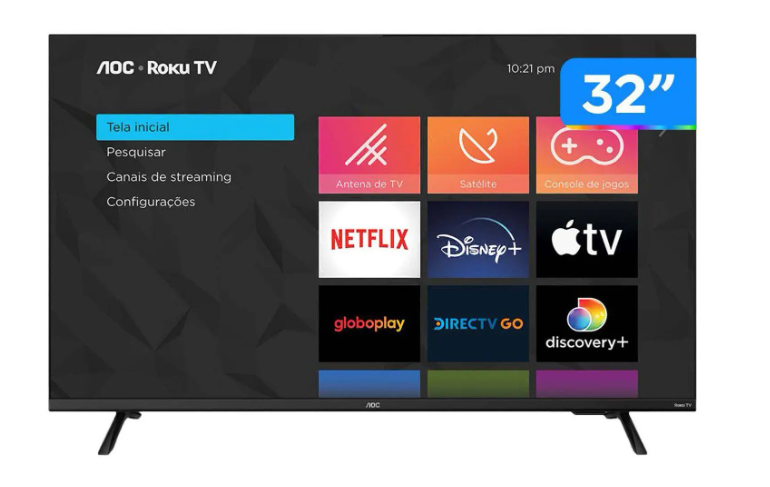 AOC • Roku TV
10:21 pm
32"
Tela inicial
Pesquisar
Canais de streaming
Configurações
Antena de TV
Satélite
Console de jogos
NETFLIX
Disney+
tv
globoplay
DIRECTV GO
discovery+
AOC
Roku TV